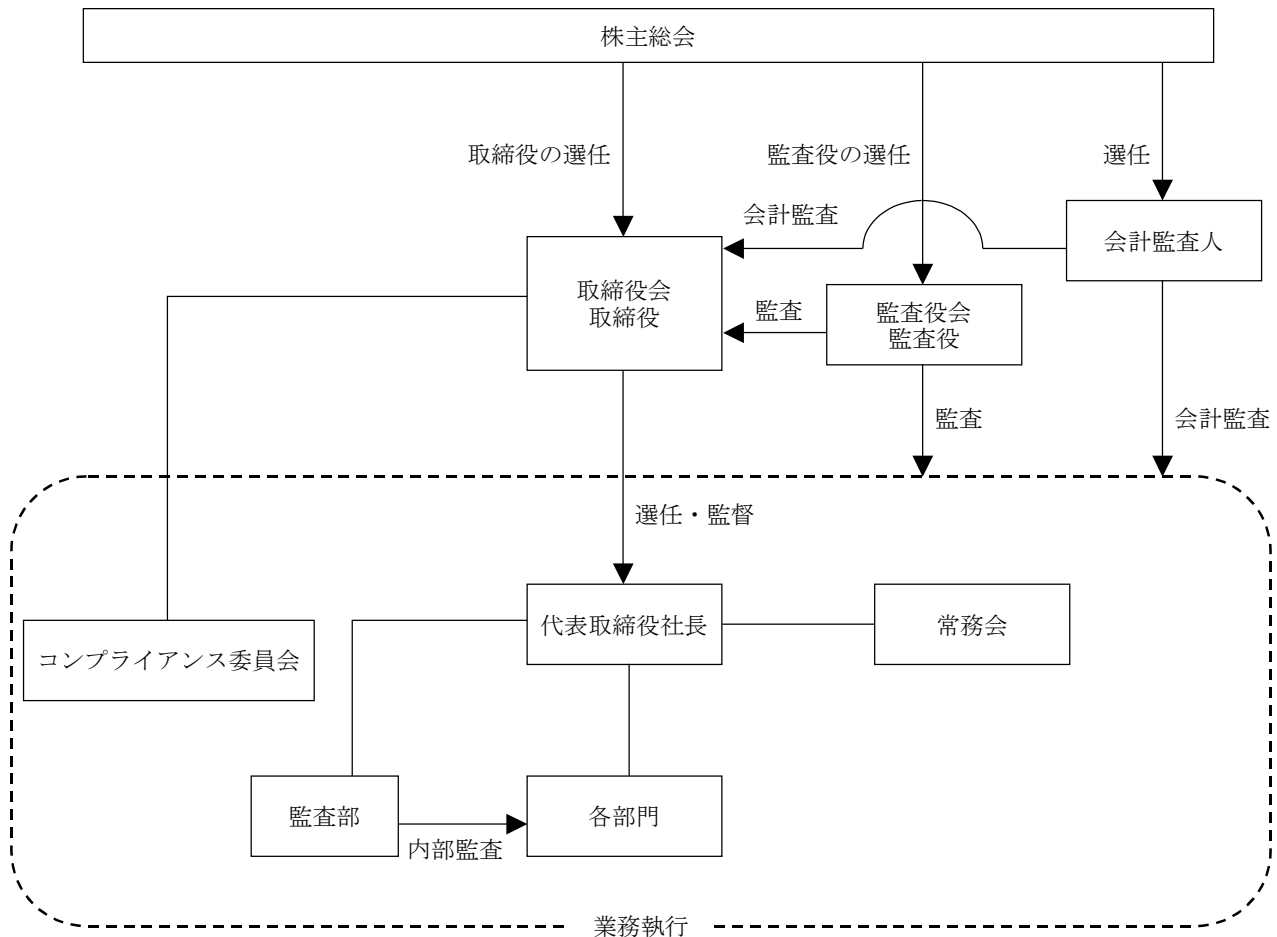 株主総会
取締役の選任
監査役の選任
選任
会計監査
会計監査人
取締役会
取締役
監査
監査役会
監査役
監査
会計監査
選任・監督
代表取締役社長
常務会
コンプライアンス委員会
監査部
各部門
内部監査
業務執行